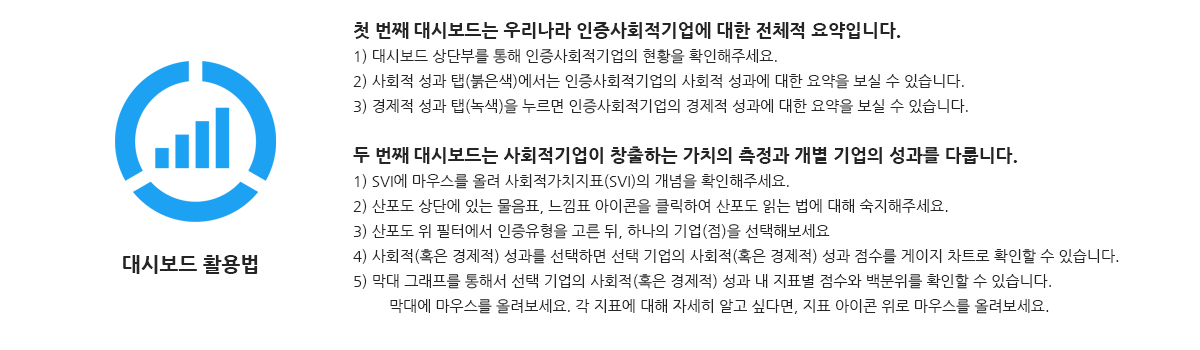 첫 번째 대시보드는 우리나라 인증사회적기업에 대한 전체적 요약입니다.
1) 대시보드 상단부를 통해 인증사회적기업의 현황을 확인해주세요.
2) 사회적 성과 탭(붉은색)에서는 인증사회적기업의 사회적 성과에 대한 요약을 보실 수 있습니다.
3) 경제적 성과 탭(녹색)을 누르면 인증사회적기업의 경제적 성과에 대한 요약을 보실 수 있습니다.
두 번째 대시보드는 사회적기업이 창출하는 가치의 측정과 개별 기업의 성과를 다룹니다.
1) SVI에 마우스를 올려 사회적가치지표(SVI)의 개념을 확인해주세요.
2) 산포도 상단에 있는 물음표, 느낌표 아이콘을 클릭하여 산포도 읽는 법에 대해 숙지해주세요.
3) 산포도 위 필터에서 인증유형을 고른 뒤, 하나의 기업(점)을 선택해보세요
4) 사회적(혹은 경제적) 성과를 선택하면 선택 기업의 사회적(혹은 경제적) 성과 점수를 게이지 차트로 확인할 수 있습니다.
5) 막대 그래프를 통해서 선택 기업의 사회적(혹은 경제적) 성과 내 지표별 점수와 백분위를 확인할 수 있습니다.
막대에 마우스를 올려보세요. 각 지표에 대해 자세히 알고 싶다면, 지표 아이콘 위로 마우스를 올려보세요.
대시보드 활용법